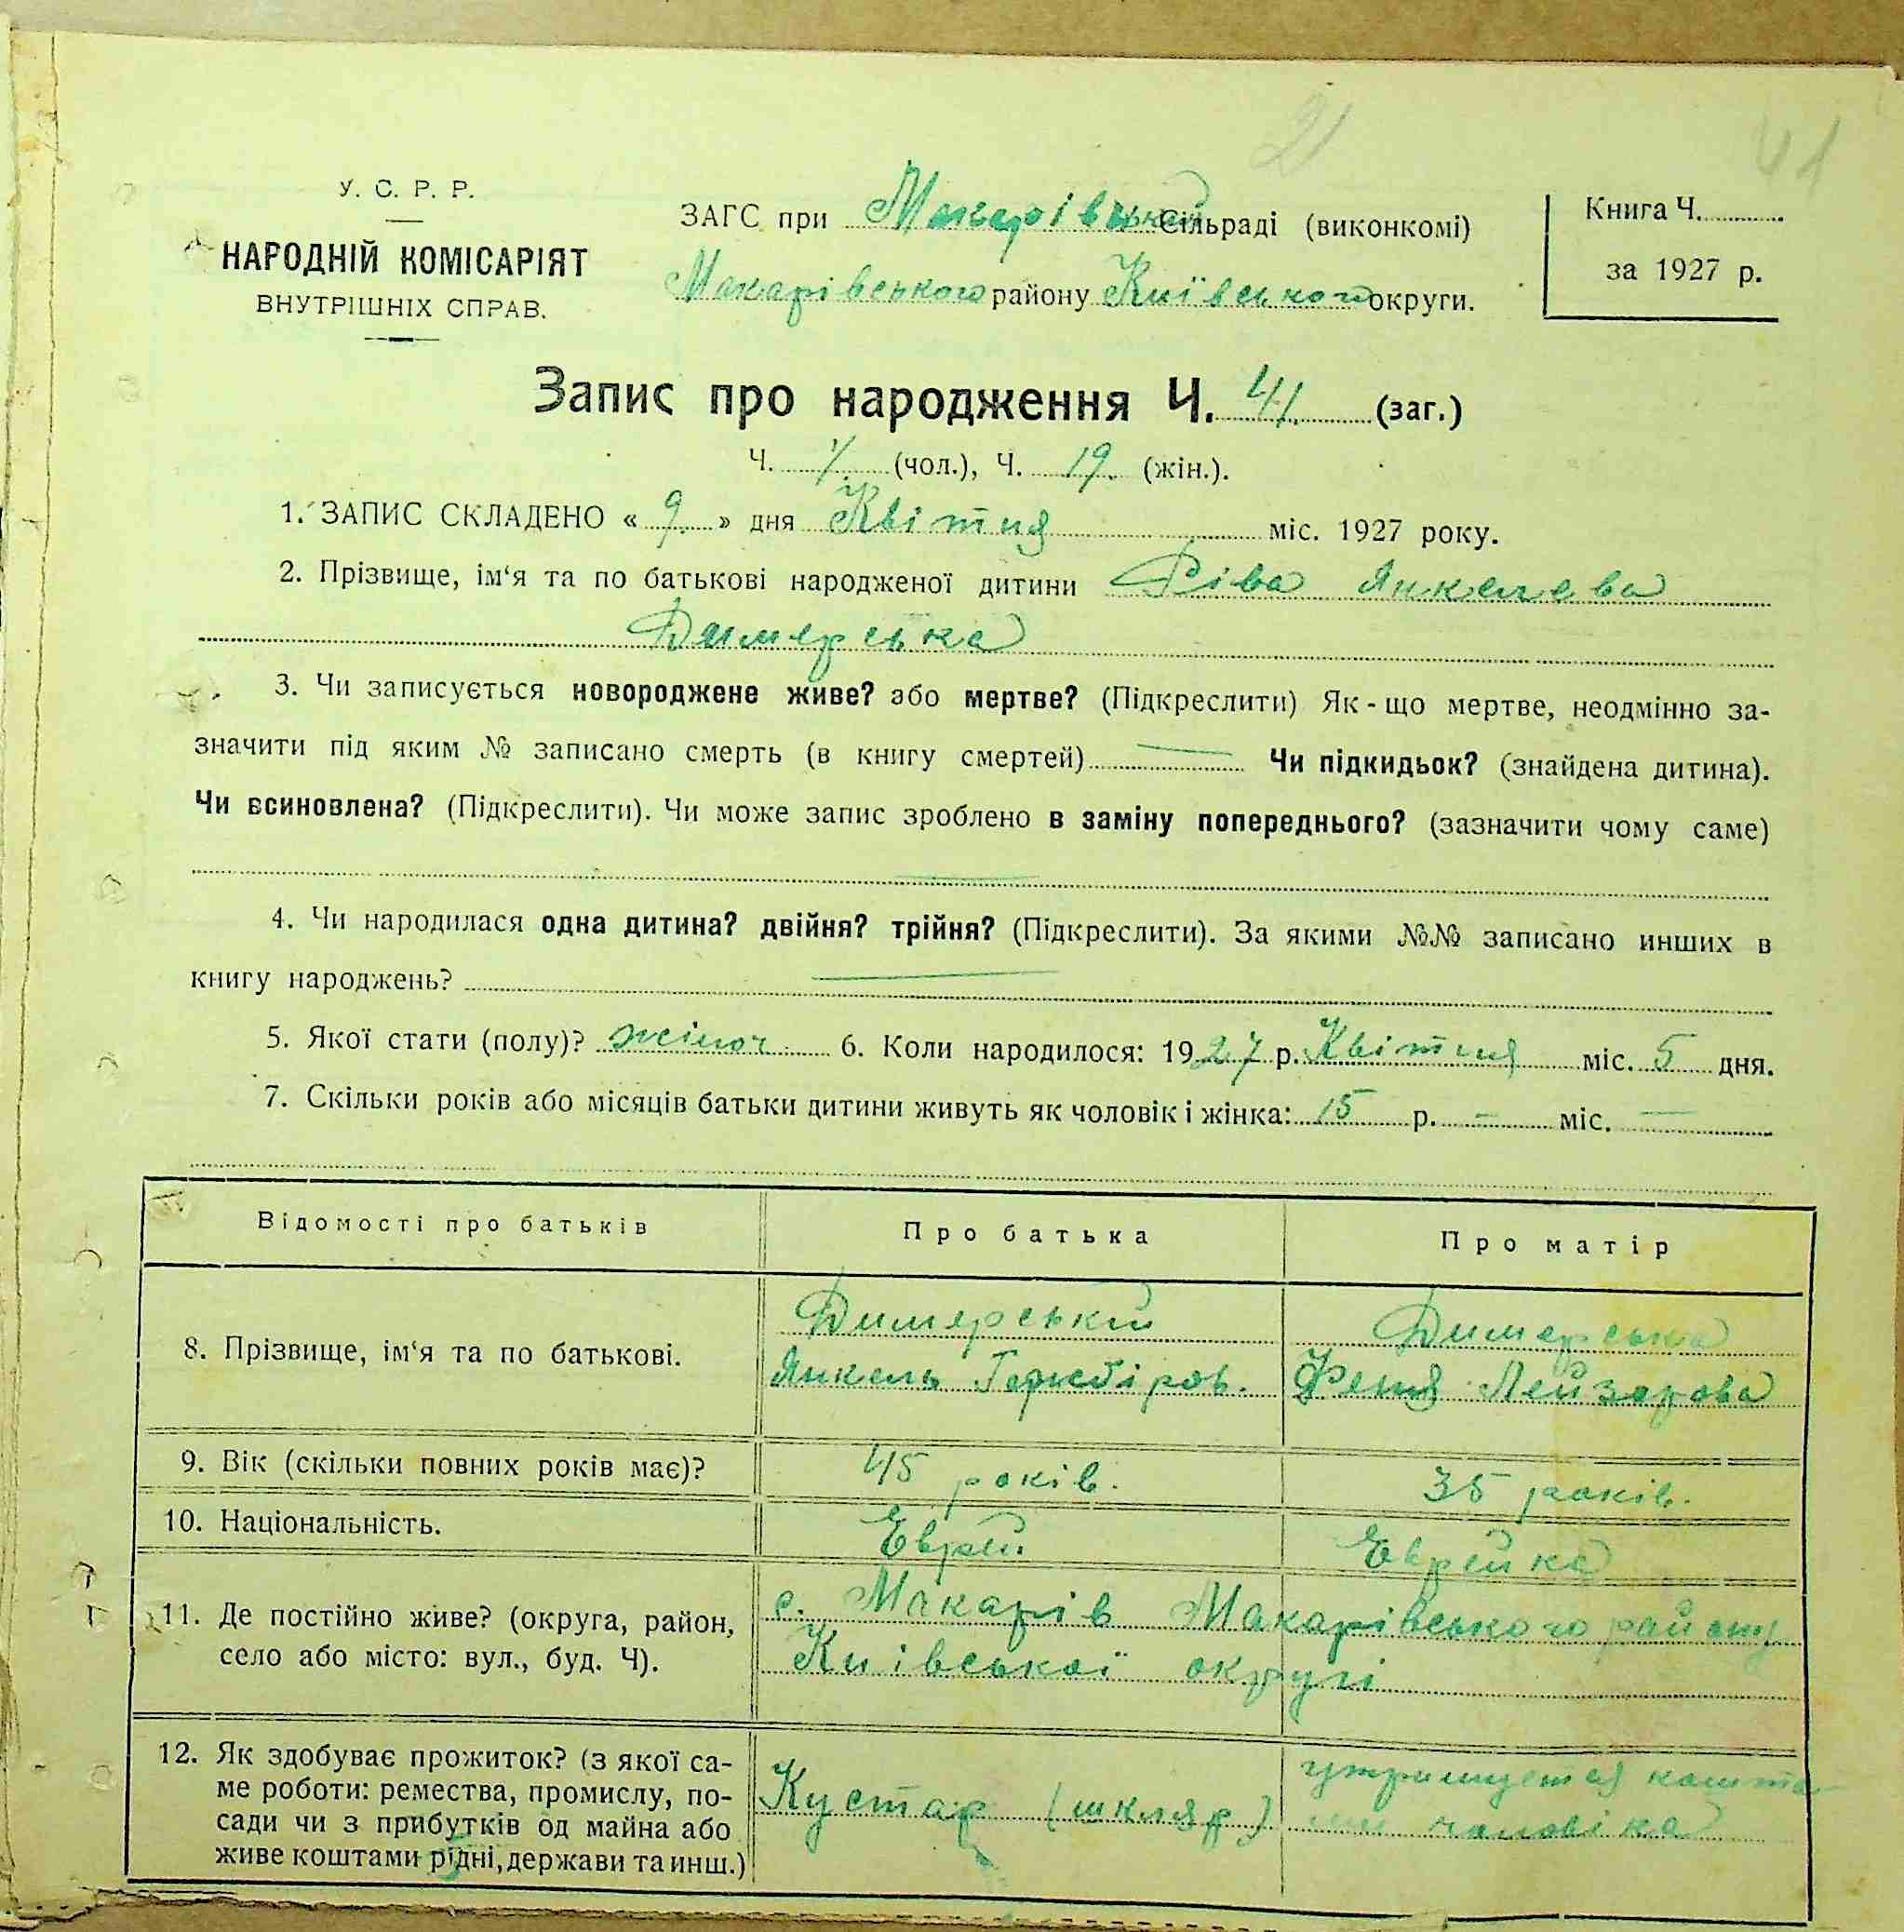 21
41
У. С. Р. Р.
НАРОДНІЙ КОМІСАРІЯТ
ВНУТРІШНІХ СПРАВ.
ЗАГС при Макарівській Сільраді (виконкомі)
Макарівського району Київського округи.
Книга Ч.
за 1927 р.
Запис про народження Ч. 41. (заг.)
Ч. (чол.), Ч. 19. (жін.).
1. ЗАПИС СКЛАДЕНО « 9 » дня Квітня міс. 1927 року.
2. Прізвище, ім'я та по батькові народженої дитини Ріва Янкелева
Димерська
3. Чи записується новороджене живе? або мертве? (Підкреслити) Як-що мертве, неодмінно за-
значити під яким № записано смерть (в книгу смертей) — Чи підкидьок? (знайдена дитина).
Чи всиновлена? (Підкреслити). Чи може запис зроблено в заміну попереднього? (зазначити чому саме)
—
4. Чи народилася одна дитина? двійня? трійня? (Підкреслити). За якими №№ записано инших в
книгу народжень? —
5. Якої стати (полу)? жіноч. 6. Коли народилося: 1927 р. Квітня міс. 5 дня.
7. Скільки років або місяців батьки дитини живуть як чоловік і жінка: 15 р. — міс. —
Відомості про батьків Про батька Про матір
8. Прізвище, ім'я та по батькові. Димерський Димерська
Янкель Феня Лейзорова
9. Вік (скільки повних років має)? 45 років. 35 років.
10. Національність. Еврей. Еврейка
11. Де постійно живе? (округа, район, с. Макарів Макарівського району
село або місто: вул., буд. Ч). Київської округі
12. Як здобуває прожиток? (з якої са-
ме роботи: ремества, промислу, по-
сади чи з прибутків од майна або
живе коштами рідні, держави та инш.)
Кустар (шкляр)
утримується кошта-
ми чоловіка